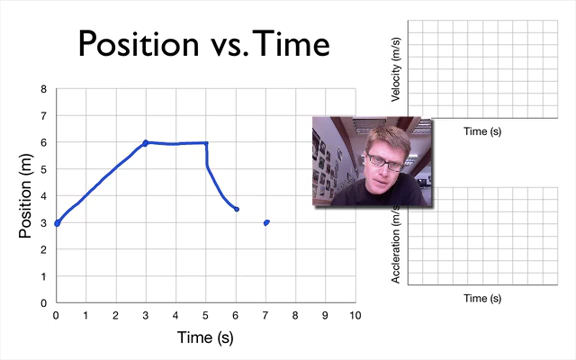 Position vs. Time
Velocity (m/s)
Time (s)
8
7
6
5
4
3
2
1
0
Position (m)
0 1 2 3 4 5 6 7 8 9 10
Time (s)
Accleration (m/s
Time (s)